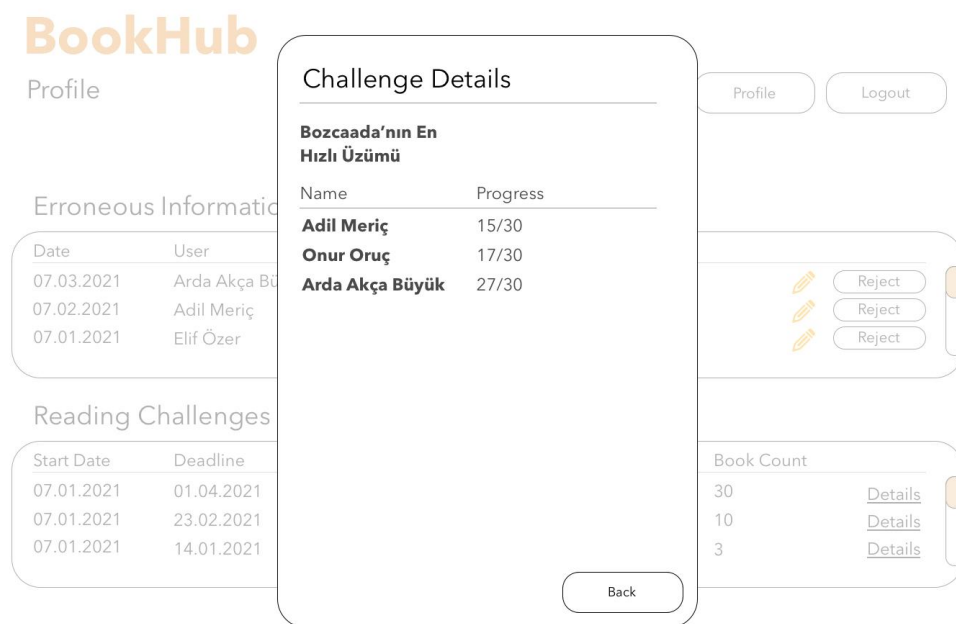 BookHub
Profile
Profile
Logout
Erroneous Informatio
Date User
07.03.2021 Arda Akça Bü Reject
07.02.2021 Adil Meriç Reject
07.01.2021 Elif Özer Reject
Reading Challenges
Start Date Deadline Book Count
07.01.2021 01.04.2021 30 Details
07.01.2021 23.02.2021 10 Details
07.01.2021 14.01.2021 3 Details
Challenge Details
Bozcaada’nın En
Hızlı Üzümü
Name Progress
Adil Meriç 15/30
Onur Oruç 17/30
Arda Akça Büyük 27/30
Back